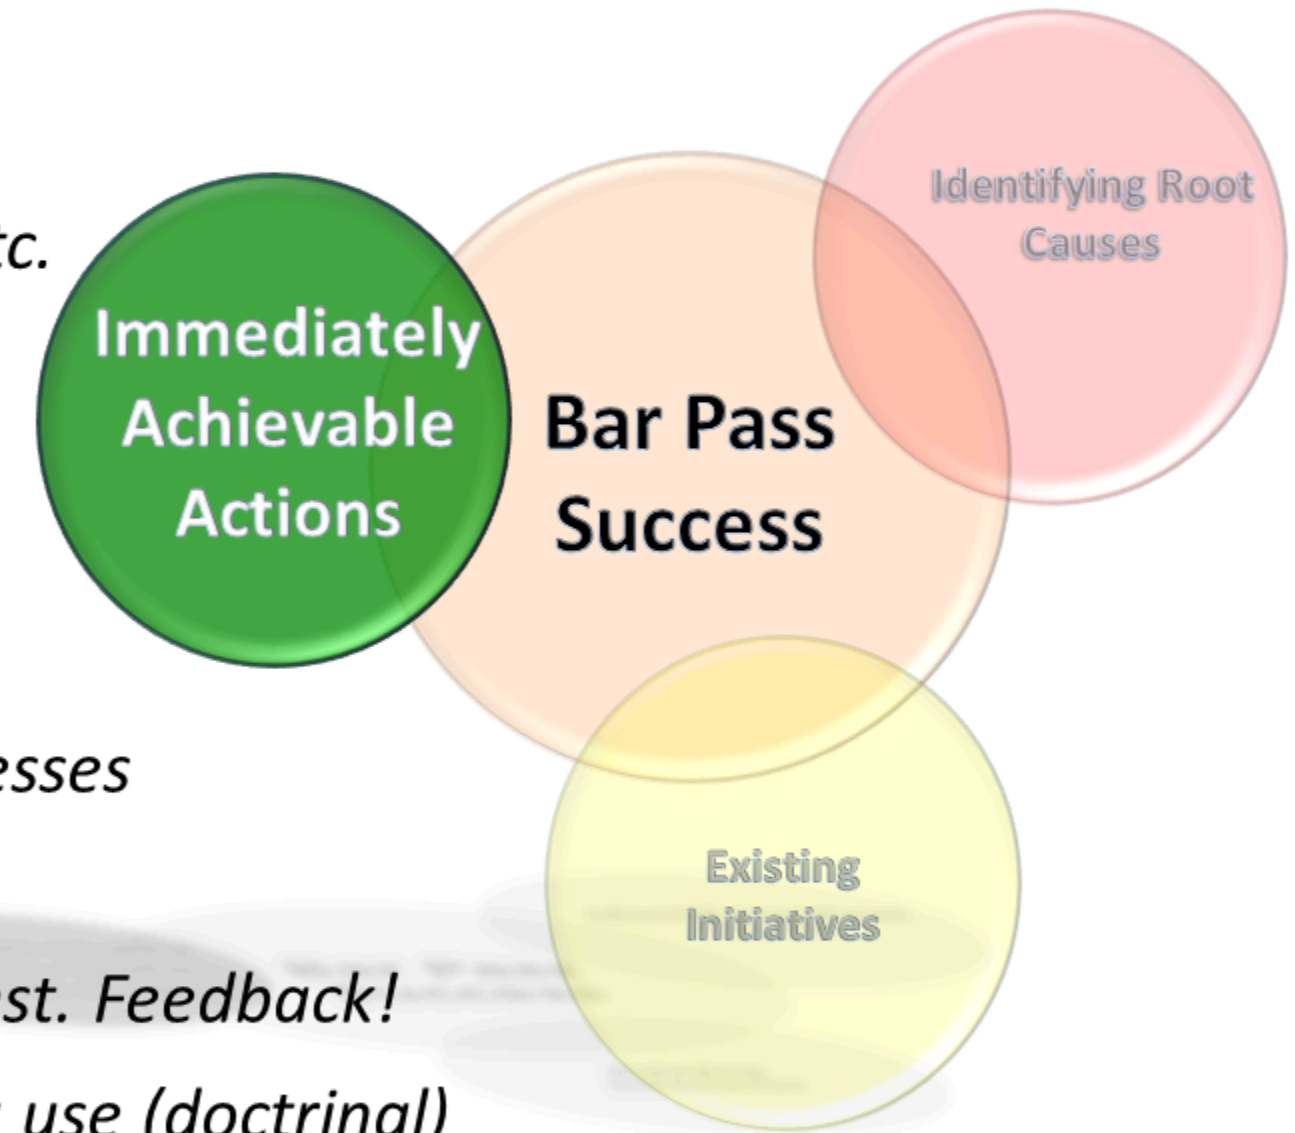 Identifying Root
Causes
tc.
Immediately
Achievable
Actions
Bar Pass
Success
esses
Existing
Initiatives
st. Feedback!
use (doctrinal)